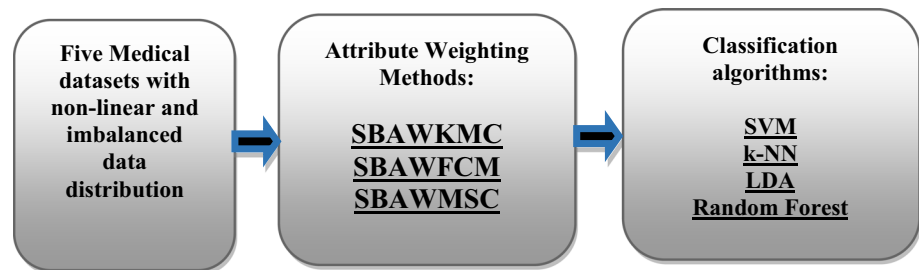 Five Medical
datasets with
non-linear and
imbalanced
data
distribution
Attribute Weighting
Methods:
SBAWKMC
SBAWFCM
SBAWMSC
Classification
algorithms:
SVM
k-NN
LDA
Random Forest